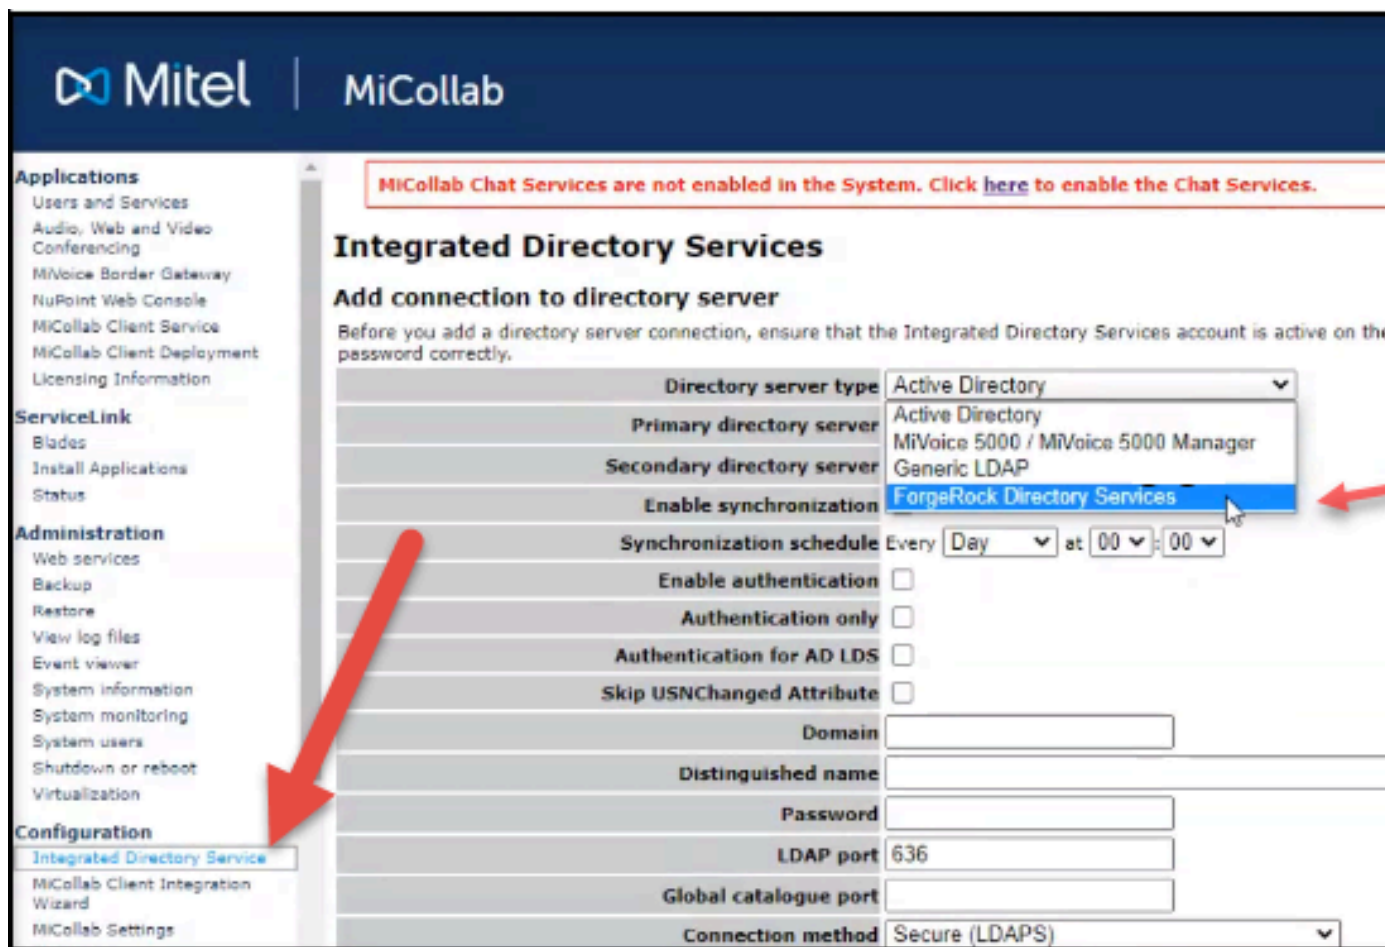 Mitel | MiCollab
Applications
Users and Services
Audio, Web and Video
Conferencing
MiVoice Border Gateway
NuPoint Web Console
MiCollab Client Service
MiCollab Client Deployment
Licensing Information
ServiceLink
Blades
Install Applications
Status
Administration
Web services
Backup
Restore
View log files
Event viewer
System information
System monitoring
System users
Shutdown or reboot
Virtualization
Configuration
Integrated Directory Service
MiCollab Client Integration
Wizard
MiCollab Settings
MiCollab Chat Services are not enabled in the System. Click here to enable the Chat Services.
Integrated Directory Services
Add connection to directory server
Before you add a directory server connection, ensure that the Integrated Directory Services account is active on the
password correctly.
Directory server type Active Directory
Active Directory
MiVoice 5000 / MiVoice 5000 Manager
Generic LDAP
ForgeRock Directory Services
Primary directory server
Secondary directory server
Enable synchronization
Synchronization schedule Every Day at 00 : 00
Enable authentication
Authentication only
Authentication for AD LDS
Skip USNChanged Attribute
Domain
Distinguished name
Password
LDAP port 636
Global catalogue port
Connection method Secure (LDAPS)